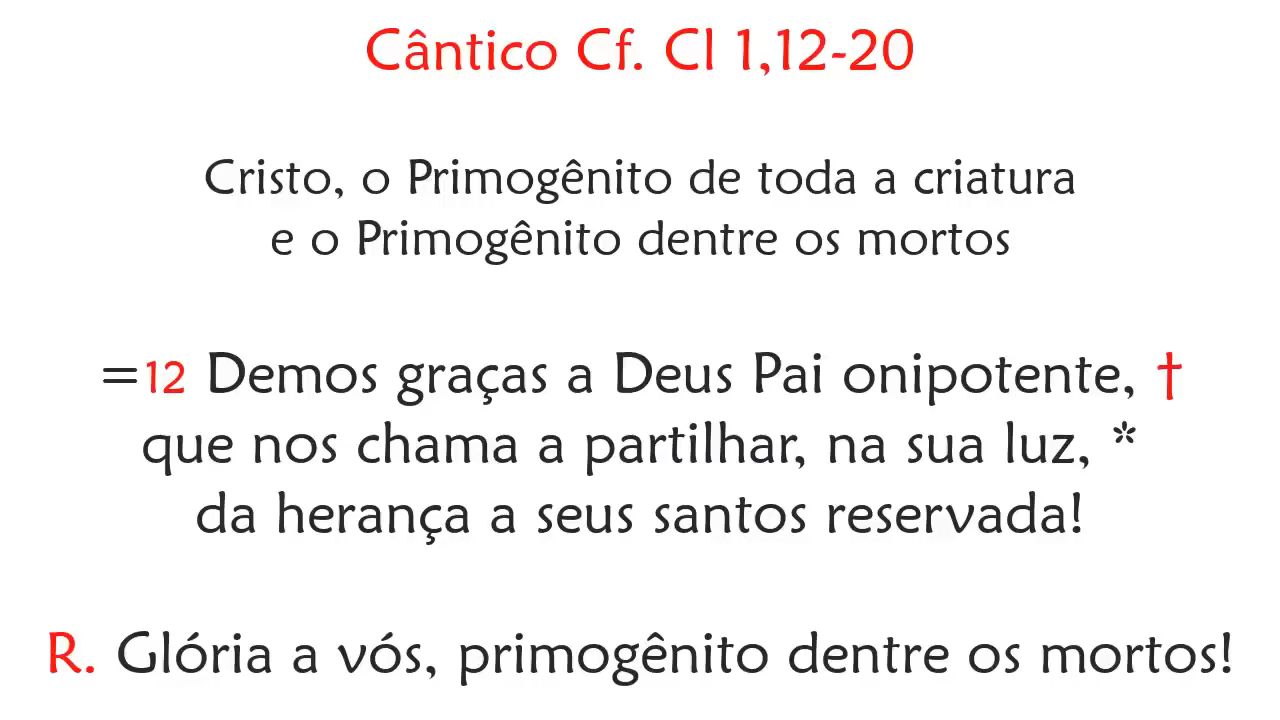 Cântico Cf. Cl 1,12-20
Cristo, o Primogênito de toda a criatura
e o Primogênito dentre os mortos
=12 Demos graças a Deus Pai onipotente, †
que nos chama a partilhar, na sua luz, *
da herança a seus santos reservada!
R. Glória a vós, primogênito dentre os mortos!